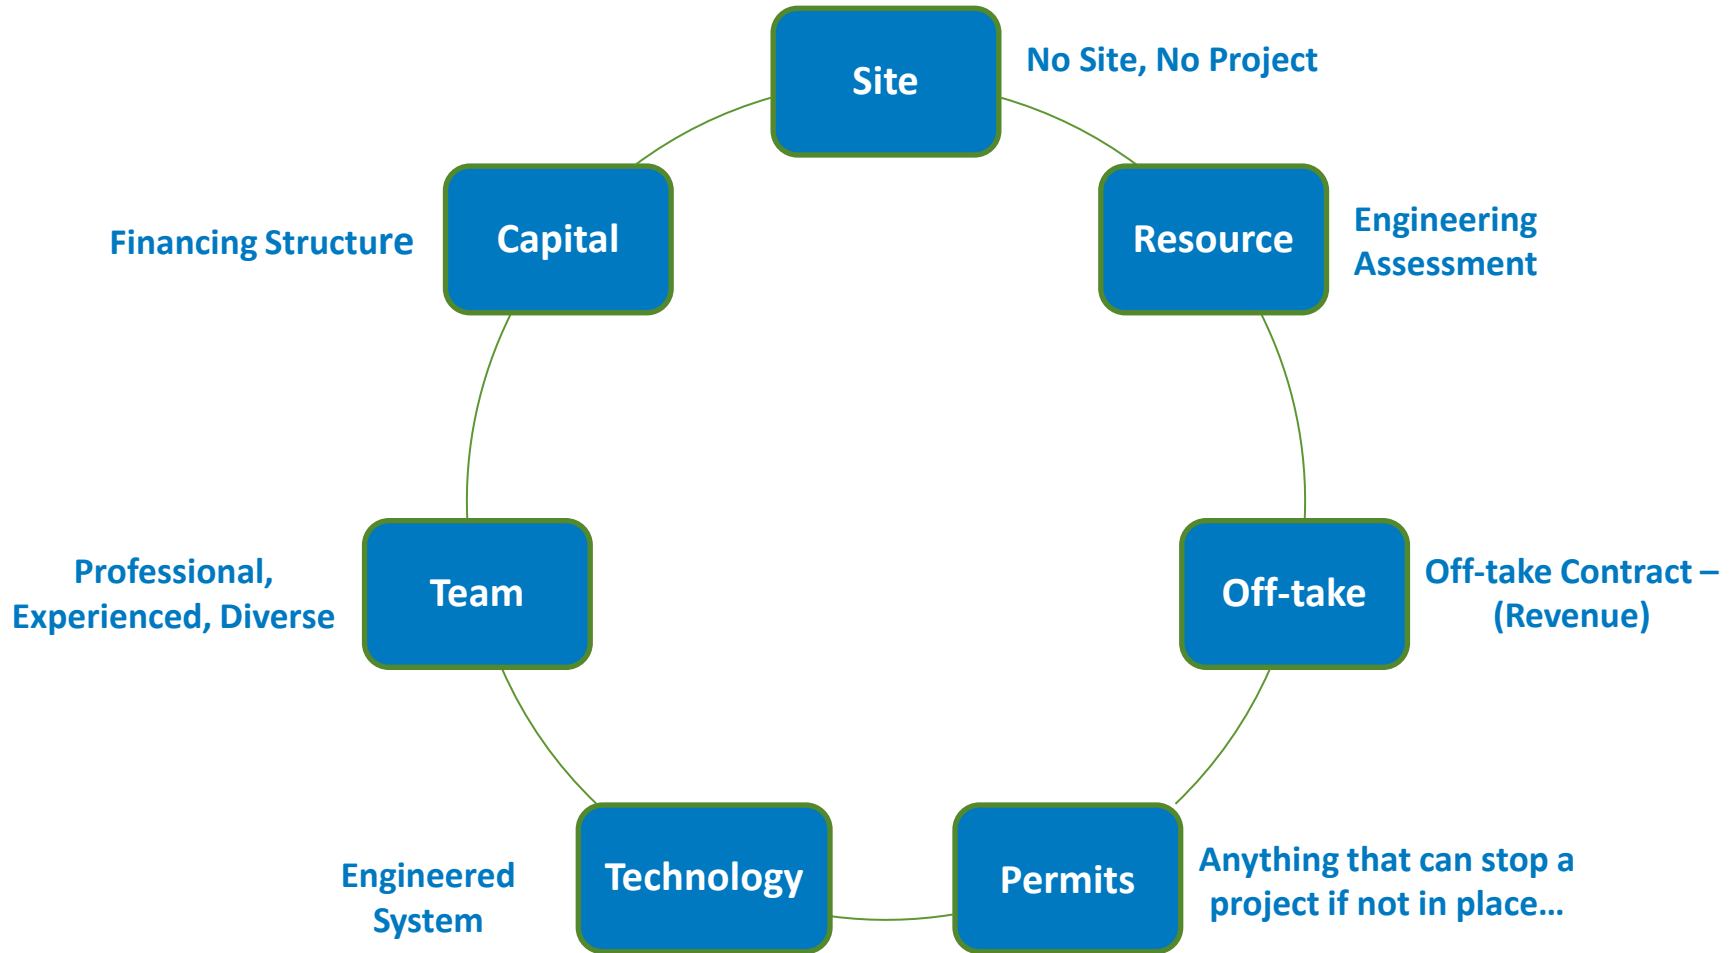 Site
No Site, No Project
Capital
Financing Structure
Resource
Engineering
Assessment
Team
Professional,
Experienced, Diverse
Off-take
Off-take Contract –
(Revenue)
Technology
Engineered
System
Permits
Anything that can stop a
project if not in place…